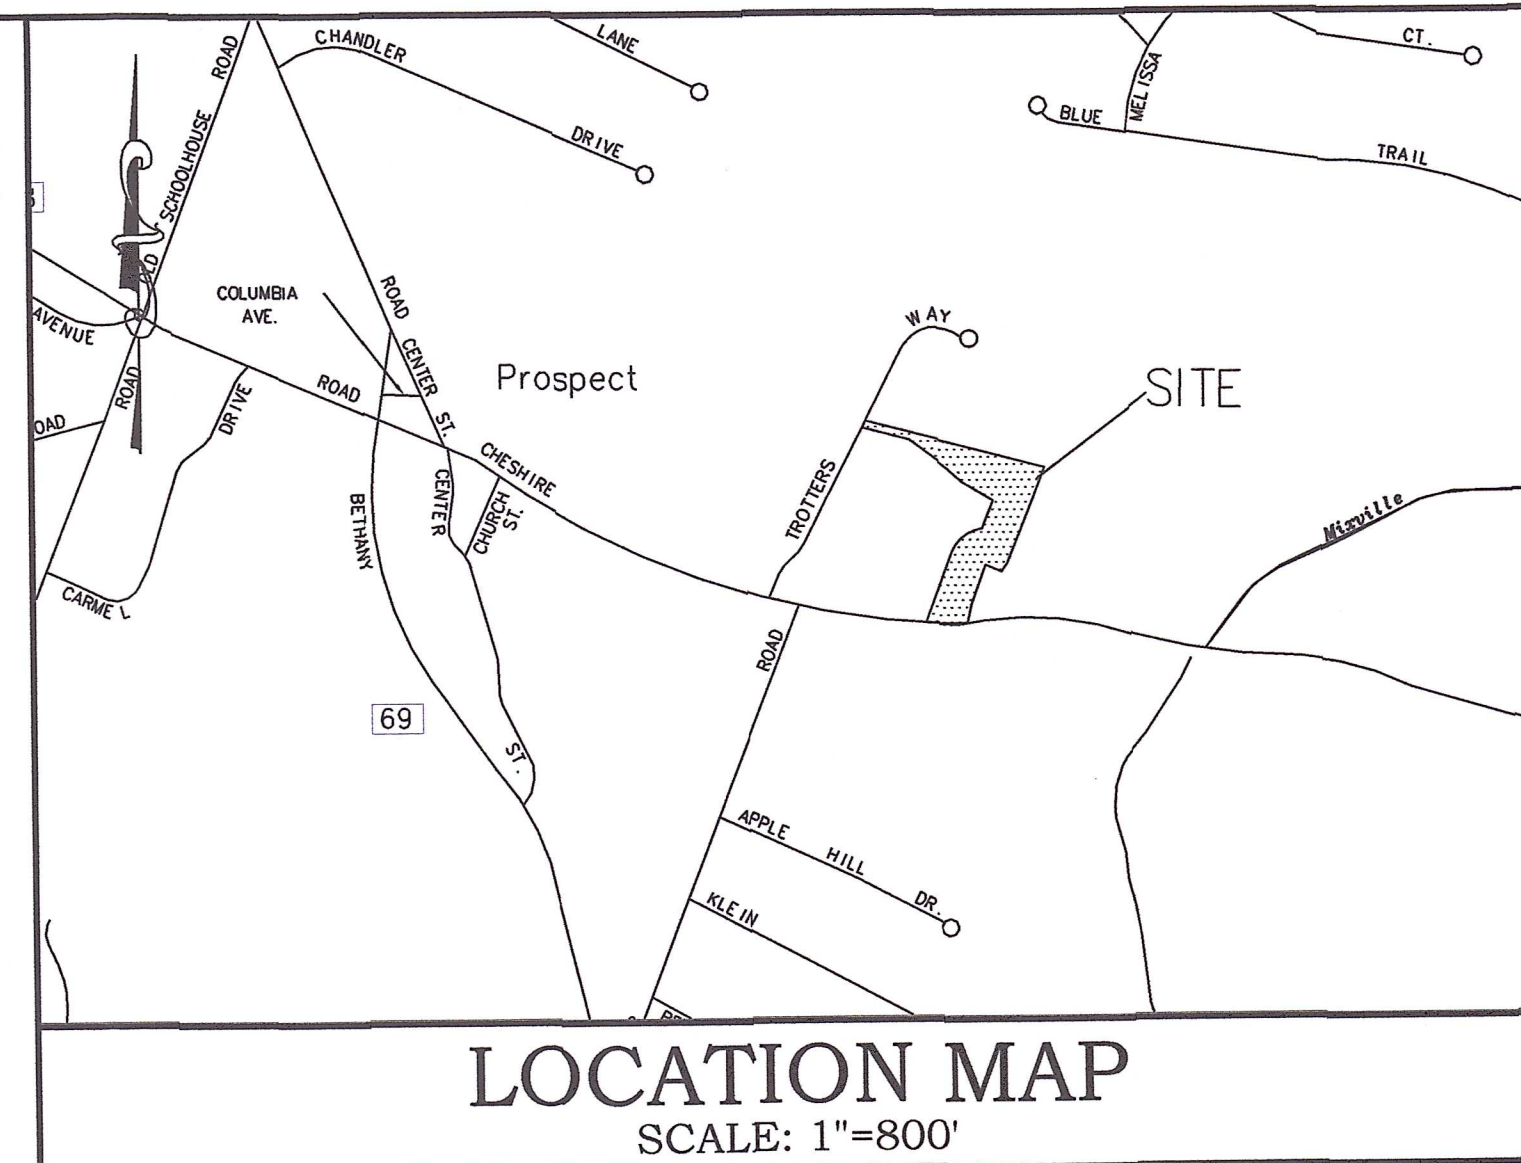 CHANDLER
DRIVE
LANE
CT.
MELISSA
BLUE
TRAIL
ROAD
SCHOOLHOUSE
AVENUE
COLUMBIA
AVE.
ROAD
CENTER
ST.
Prospect
WAY
SITE
ROAD
DRIVE
ROAD
OAD
CHESHIRE
TROTTERS
BETHANY
CENTER
CHURCH
ST.
Mixville
CARMEL
ROAD
69
ST.
APPLE
HILL
DR.
KLEIN
LOCATION MAP
SCALE: 1"=800'